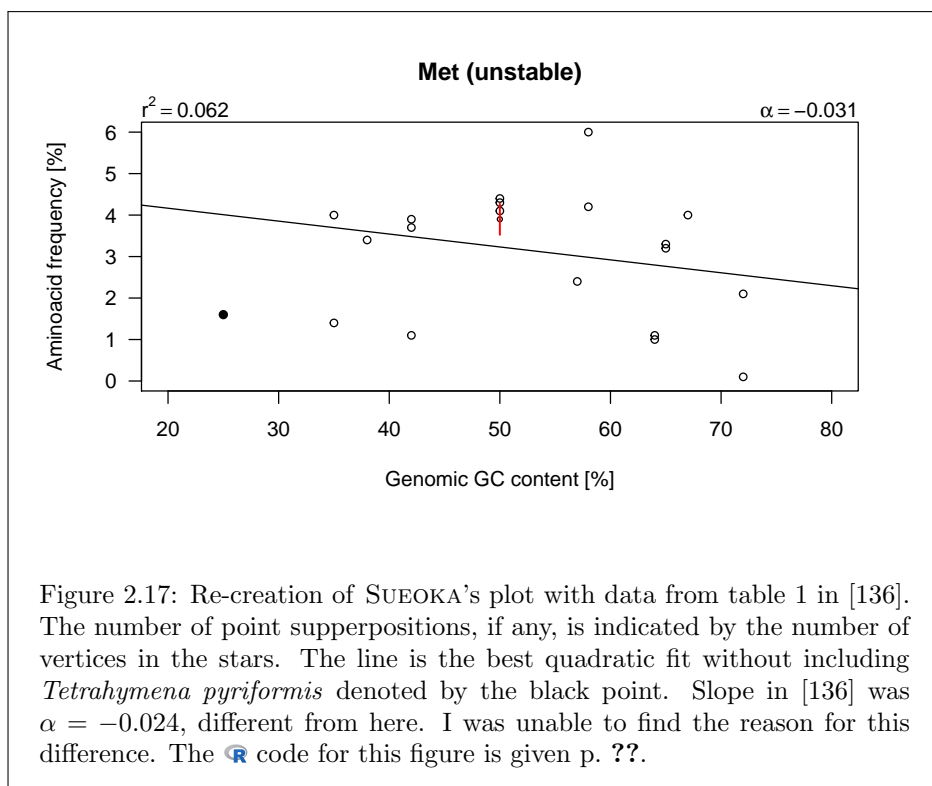 Met (unstable)
r2 = 0.062
α = −0.031
Aminoacid frequency [%]
6
5
4
3
2
1
0
20 30 40 50 60 70 80
Genomic GC content [%]
Figure 2.17: Re-creation of SUEOKA's plot with data from table 1 in [136].
The number of point supperpositions, if any, is indicated by the number of
vertices in the stars. The line is the best quadratic fit without including
Tetrahymena pyriformis denoted by the black point. Slope in [136] was
α = −0.024, different from here. I was unable to find the reason for this
difference. The R code for this figure is given p. ??.